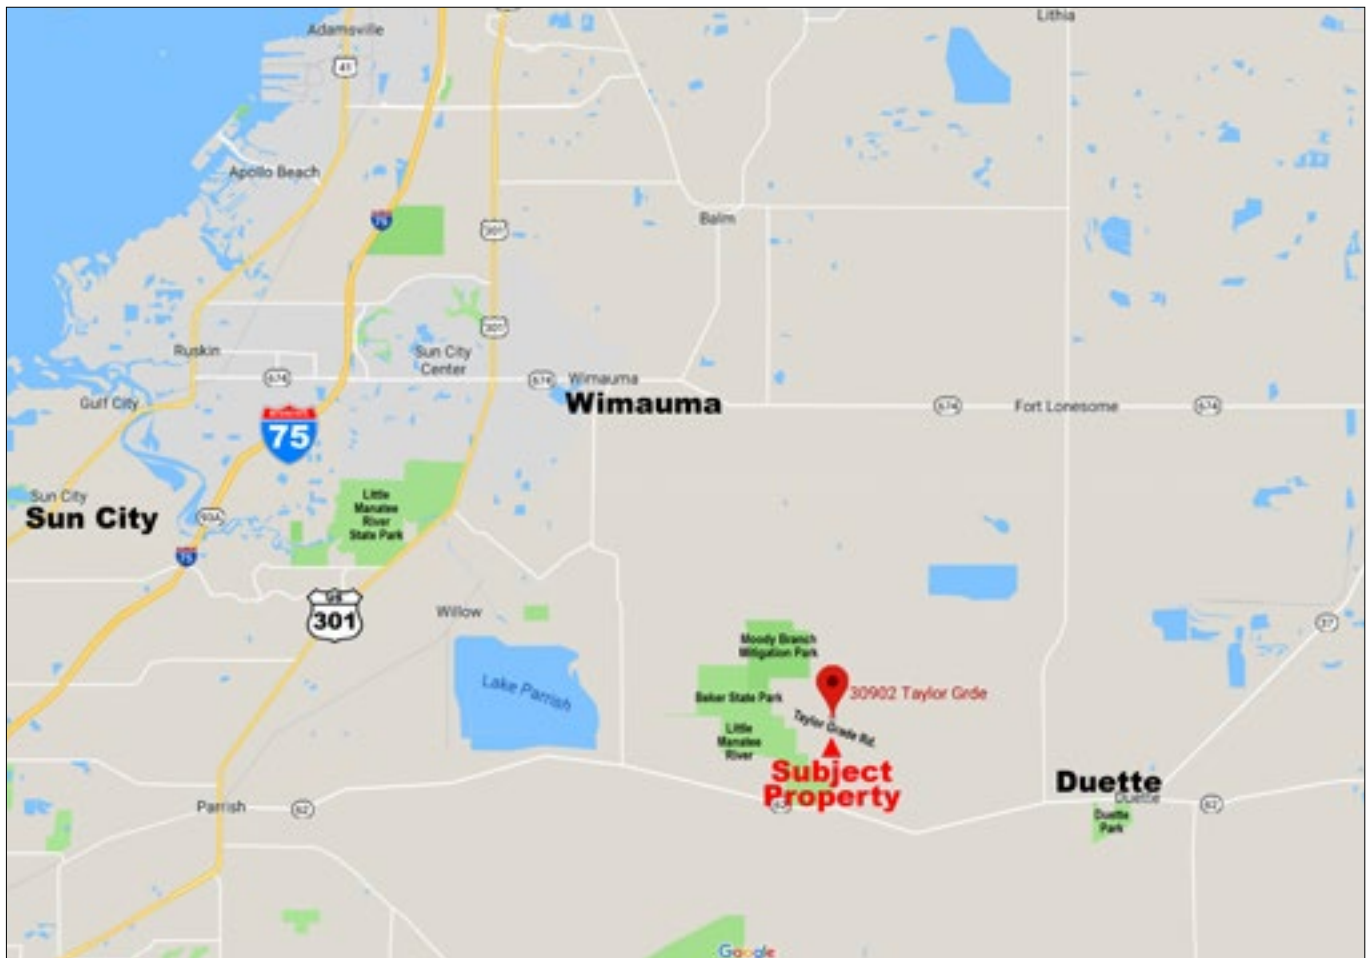 Lithia
Adamsville
41
Apollo Beach
75
Balm
301
301
Ruskin
Sun City
Center
674
674
Wimauma
Wimauma
Gulf City
674
Fort Lonesome
674
INTERSTATE
75
Sun City
Sun City
93A
Little
Manatee
River
State Park
75
US
301
Willow
37
Moody Branch
Mitigation Park
Lake Parrish
Baker State Park
30902 Taylor Grde
Taylor Grade Rd.
Little
Manatee
River
Subject
Property
Duette
Duette
Parrish
62
62
62
Duette
Park
Google